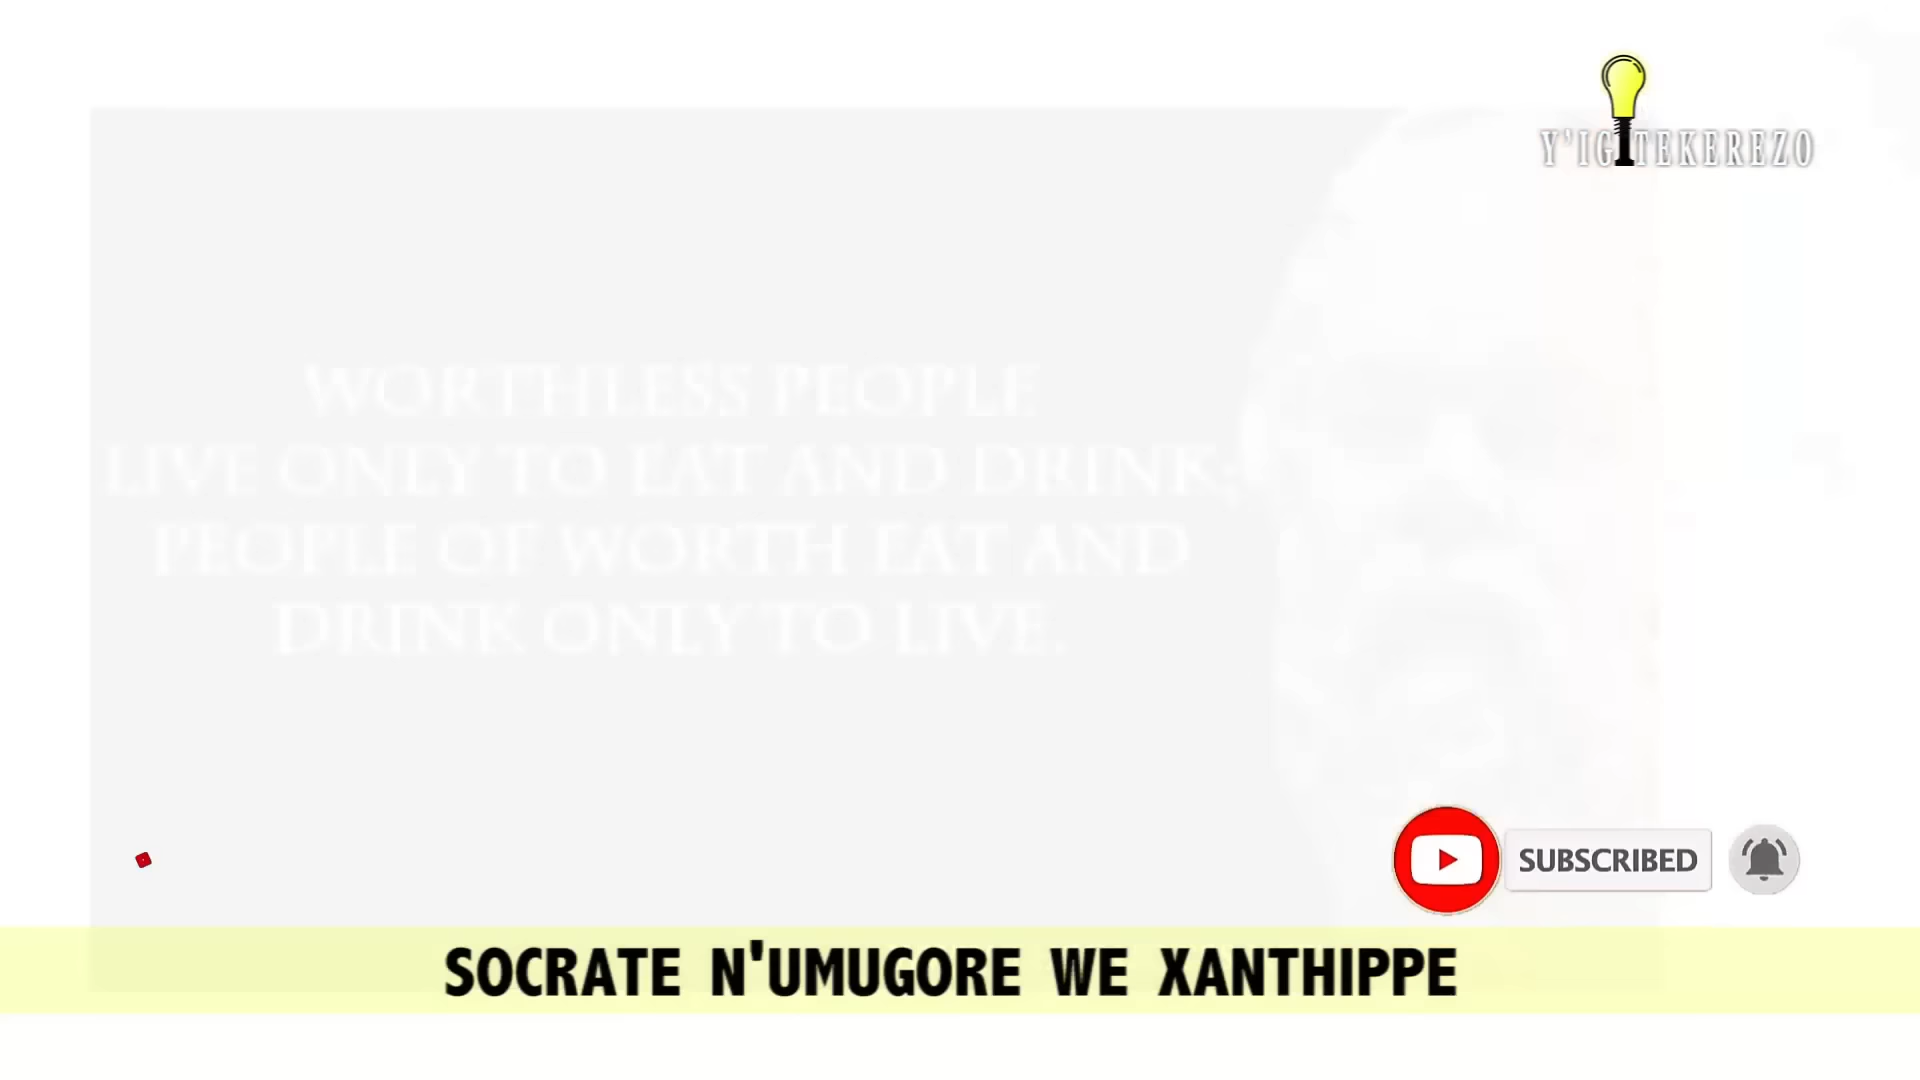 Y'IGITEKEREZO
WORTHLESS PEOPLE
LIVE ONLY TO EAT AND DRINK;
PEOPLE OF WORTH EAT AND
DRINK ONLY TO LIVE.
SUBSCRIBED
SOCRATE N'UMUGORE WE XANTHIPPE